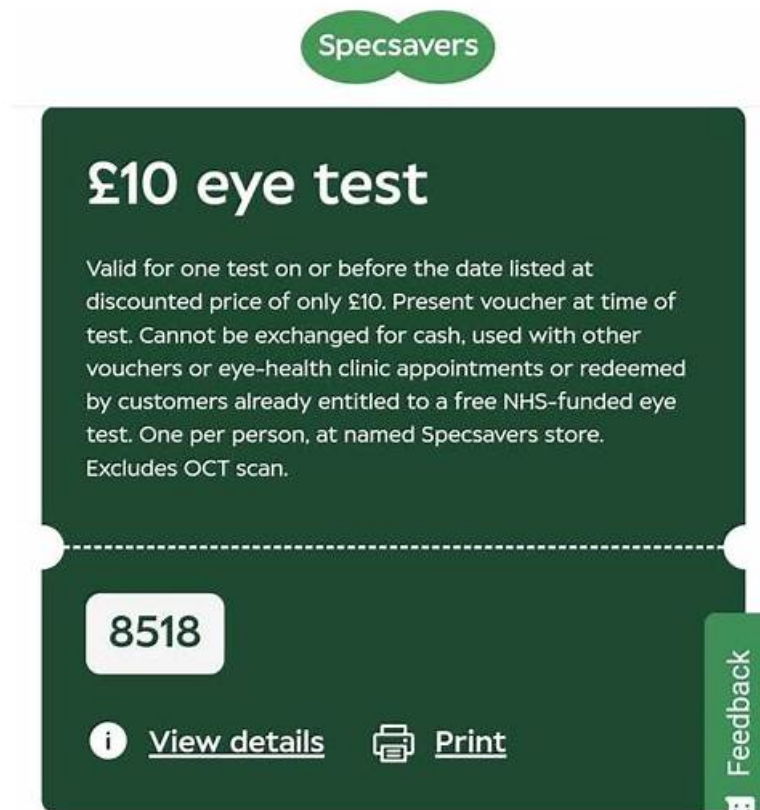 Specsavers
£10 eye test
Valid for one test on or before the date listed at
discounted price of only £10. Present voucher at time of
test. Cannot be exchanged for cash, used with other
vouchers or eye-health clinic appointments or redeemed
by customers already entitled to a free NHS-funded eye
test. One per person, at named Specsavers store.
Excludes OCT scan.
8518
i View details Print
Feedback